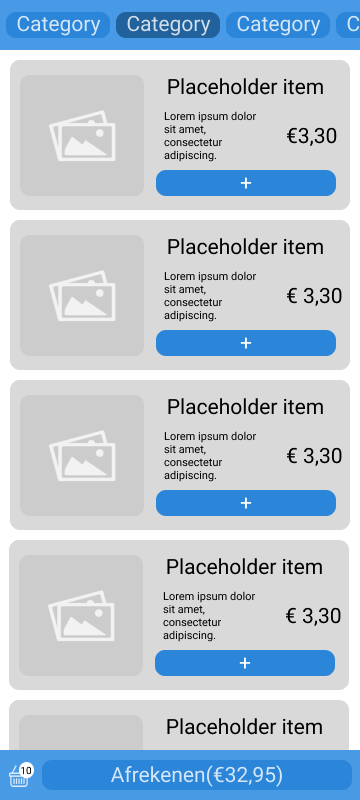 Category Category Category C
Placeholder item
Lorem ipsum dolor
sit amet,
consectetur
adipiscing.
€3,30
+
Placeholder item
Lorem ipsum dolor
sit amet,
consectetur
adipiscing.
€ 3,30
+
Placeholder item
Lorem ipsum dolor
sit amet,
consectetur
adipiscing.
€ 3,30
+
Placeholder item
Lorem ipsum dolor
sit amet,
consectetur
adipiscing.
€ 3,30
+
Placeholder item
10
Afrekenen(€32,95)